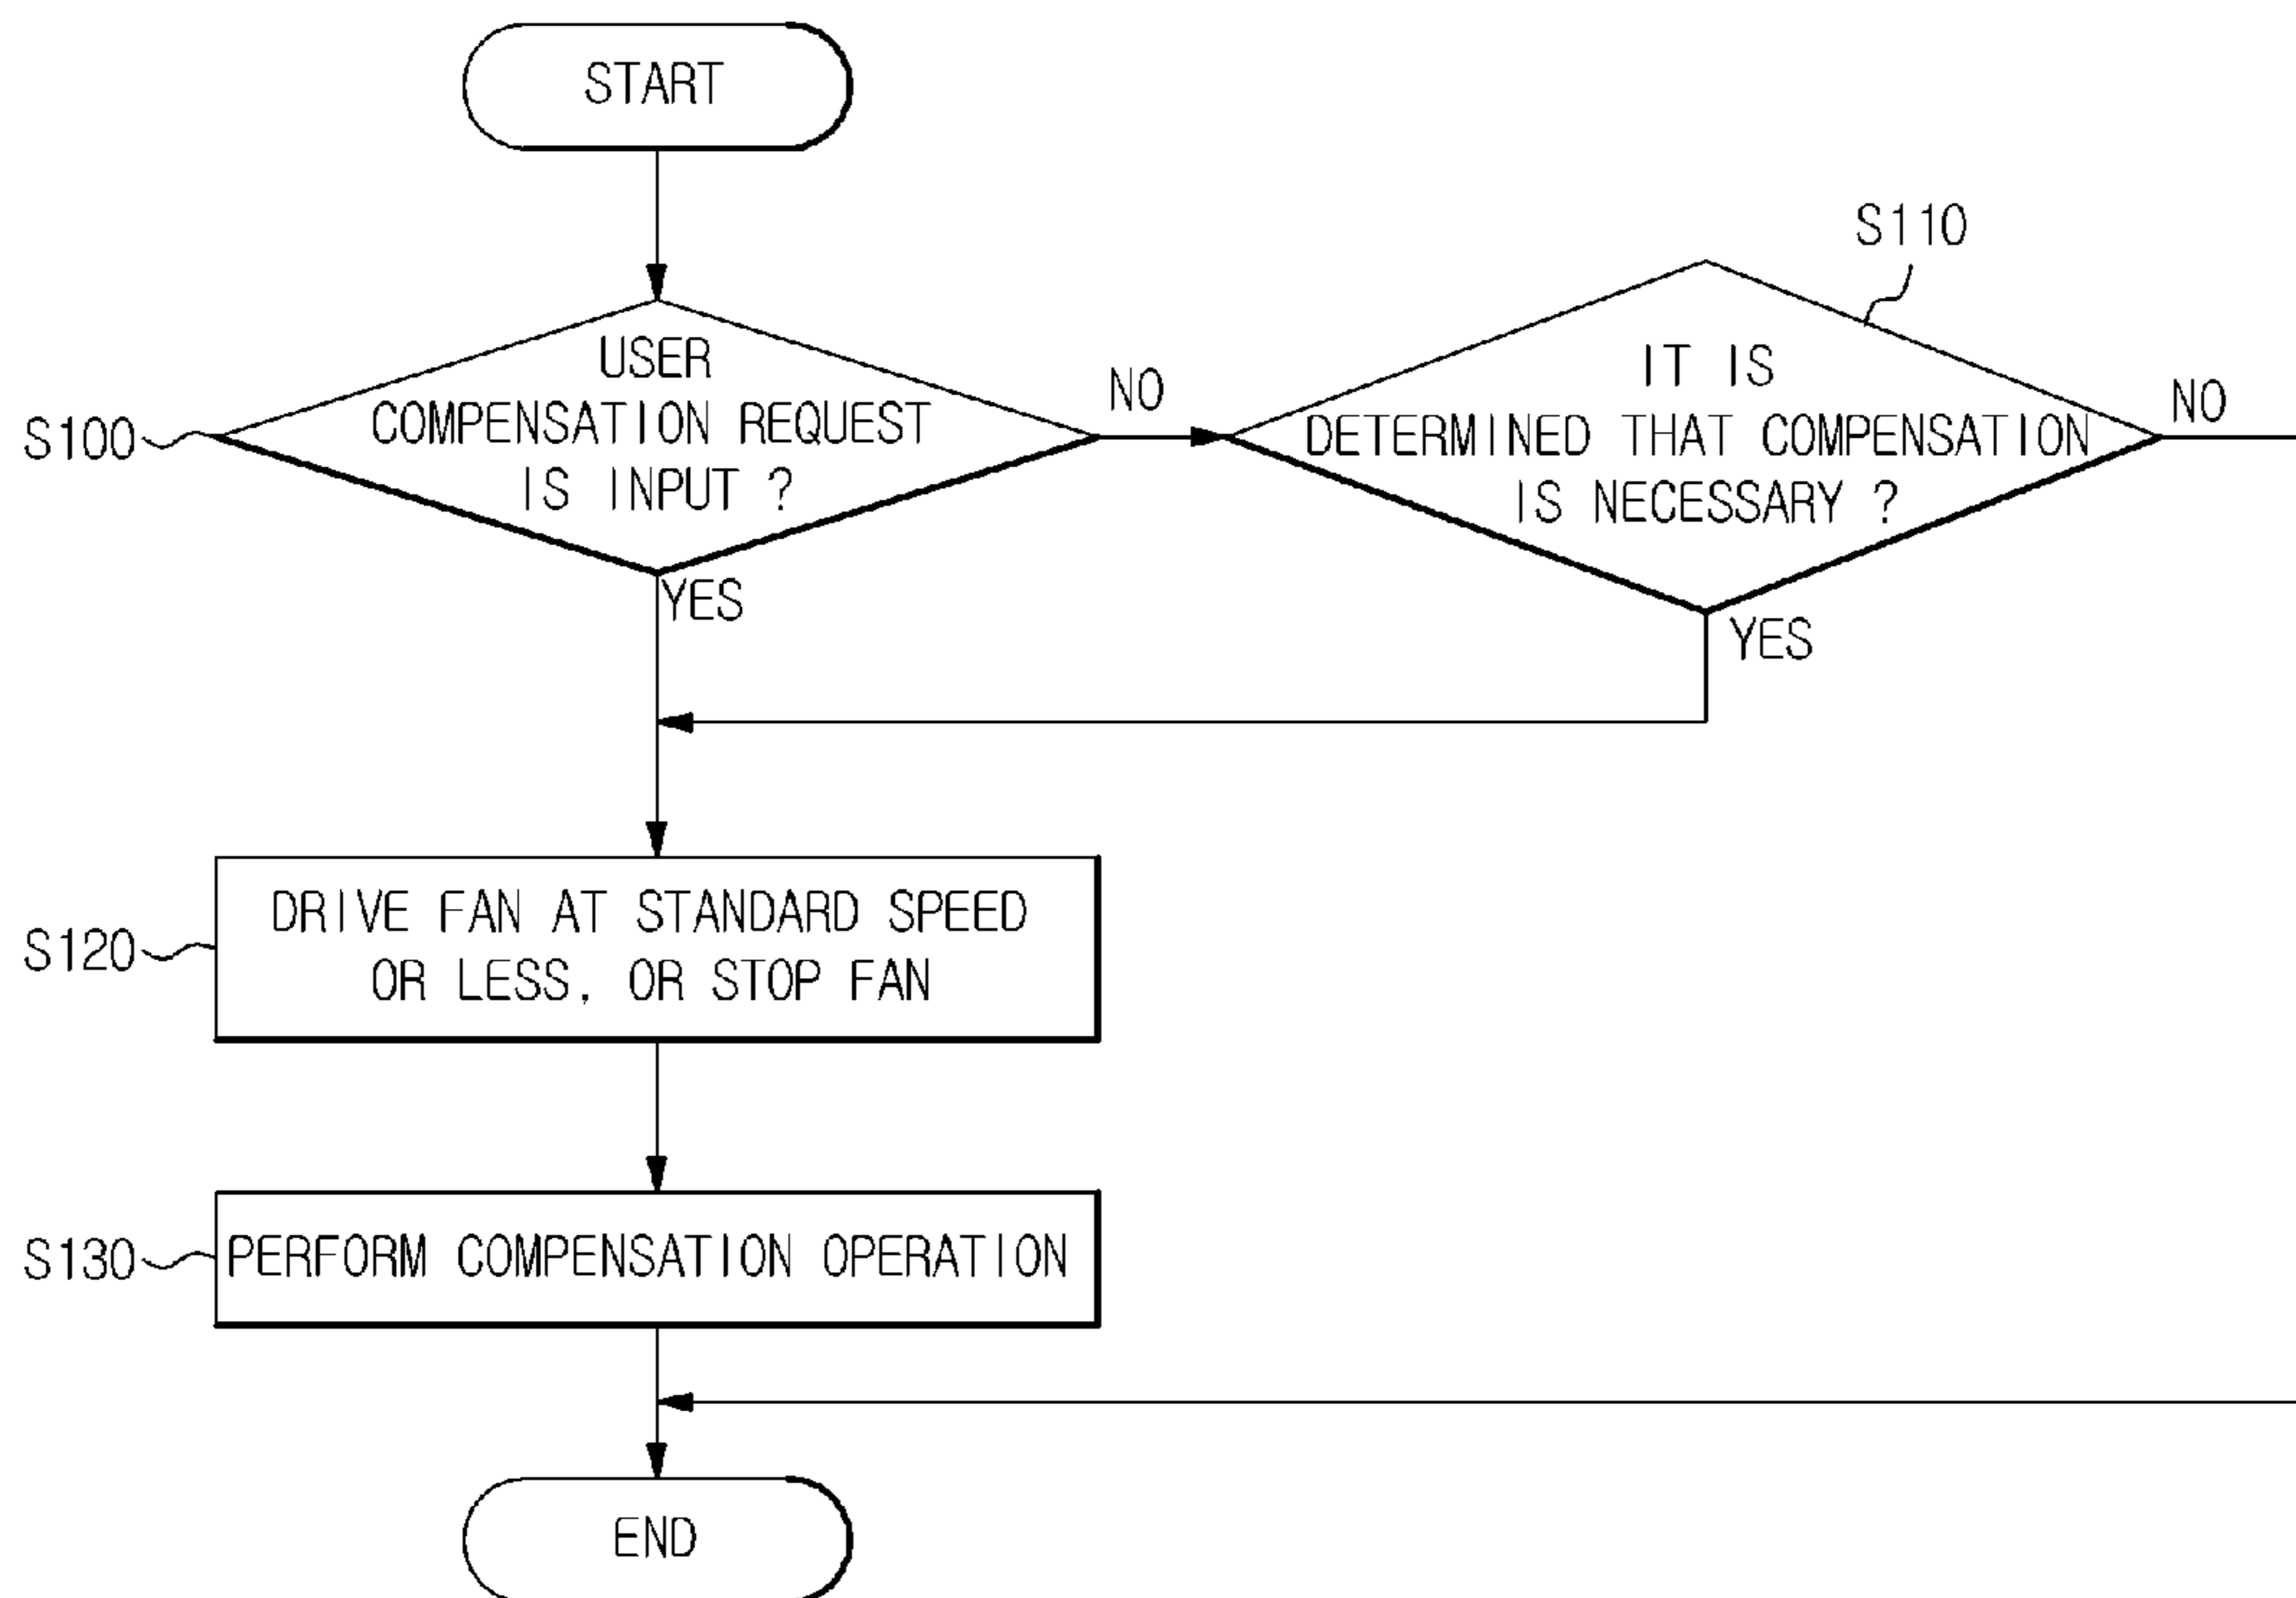 START
S100
USER
COMPENSATION REQUEST
IS INPUT ?
NO
YES
S110
IT IS
DETERMINED THAT COMPENSATION
IS NECESSARY ?
NO
YES
S120
DRIVE FAN AT STANDARD SPEED
OR LESS, OR STOP FAN
S130
PERFORM COMPENSATION OPERATION
END